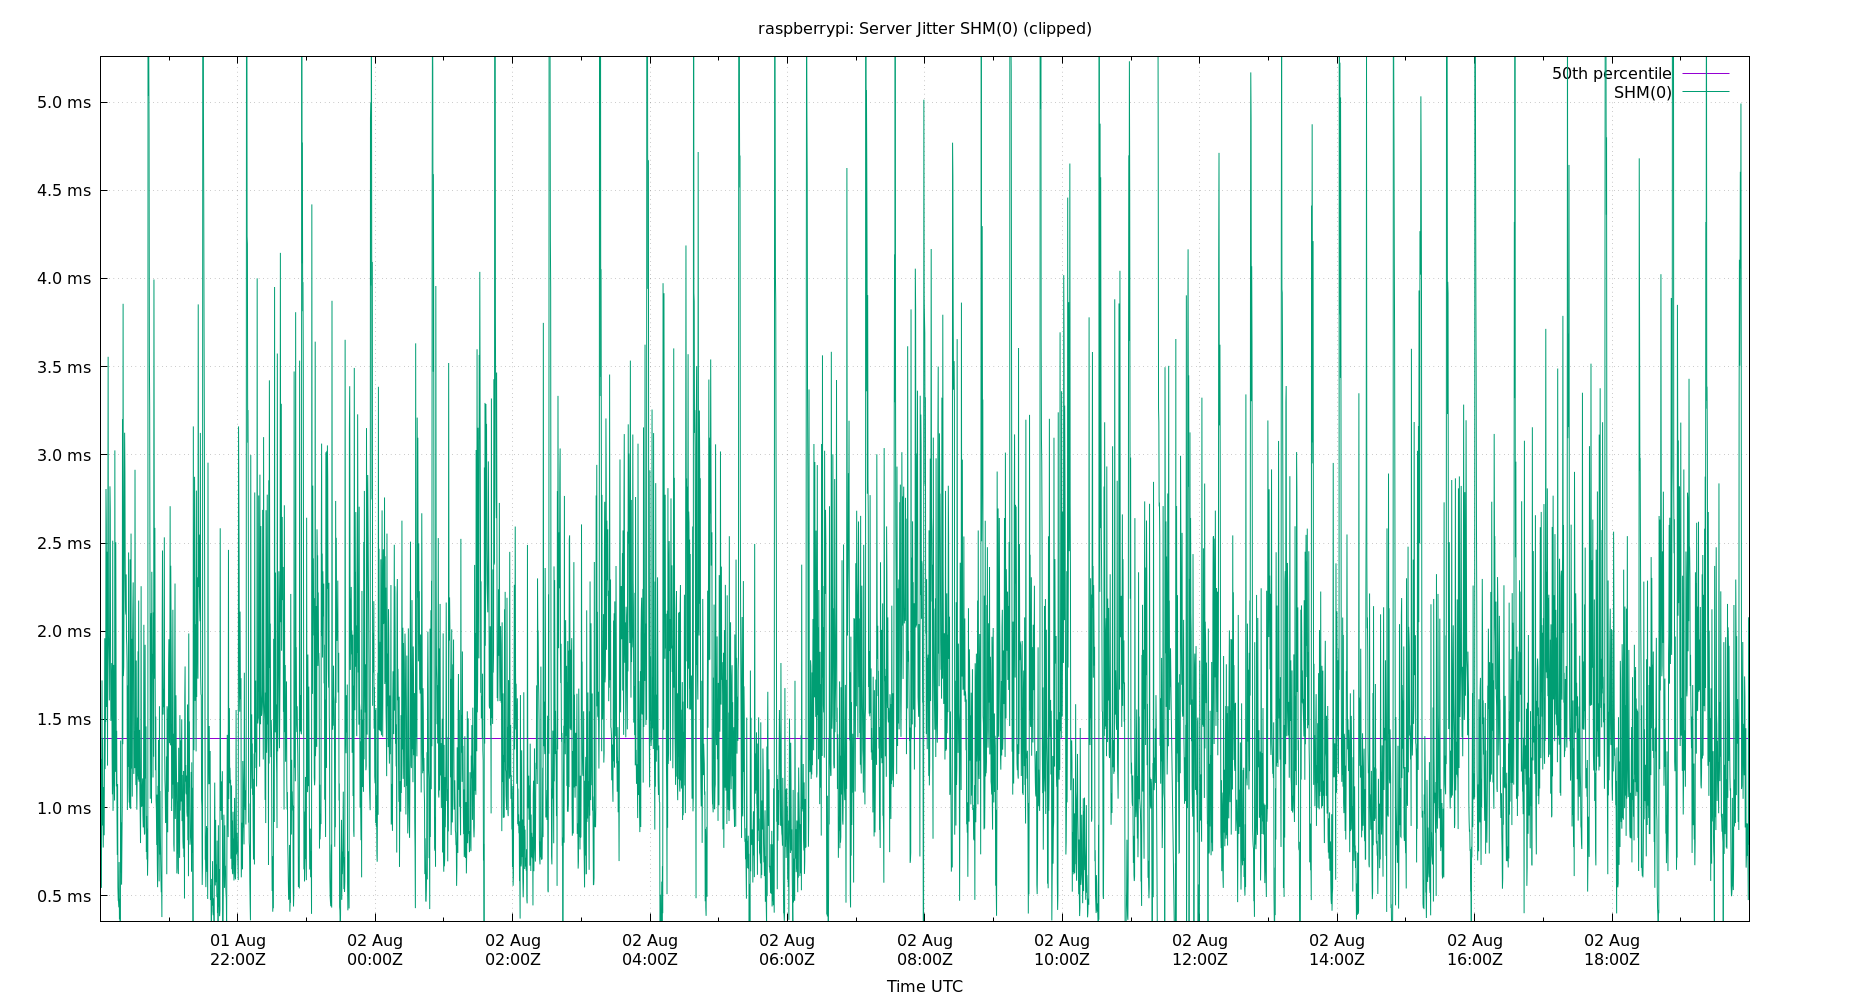 raspberrypi: Server Jitter SHM(0) (clipped)
50th percentile
SHM(0)
5.0 ms
4.5 ms
4.0 ms
3.5 ms
3.0 ms
2.5 ms
2.0 ms
1.5 ms
1.0 ms
0.5 ms
01 Aug 02 Aug 02 Aug 02 Aug 02 Aug 02 Aug 02 Aug 02 Aug 02 Aug 02 Aug 02 Aug
22:00Z 00:00Z 02:00Z 04:00Z 06:00Z 08:00Z 10:00Z 12:00Z 14:00Z 16:00Z 18:00Z
Time UTC